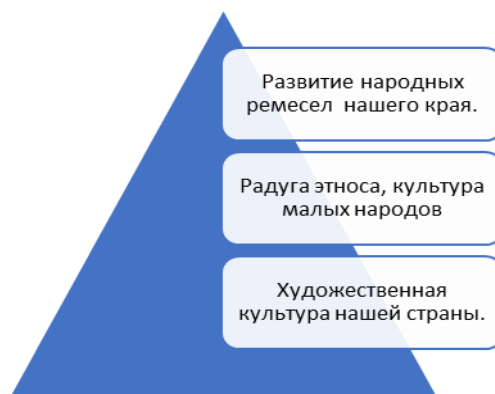 Развитие народных
ремесел нашего края.
Радуга этноса, культура
малых народов
Художественная
культура нашей страны.